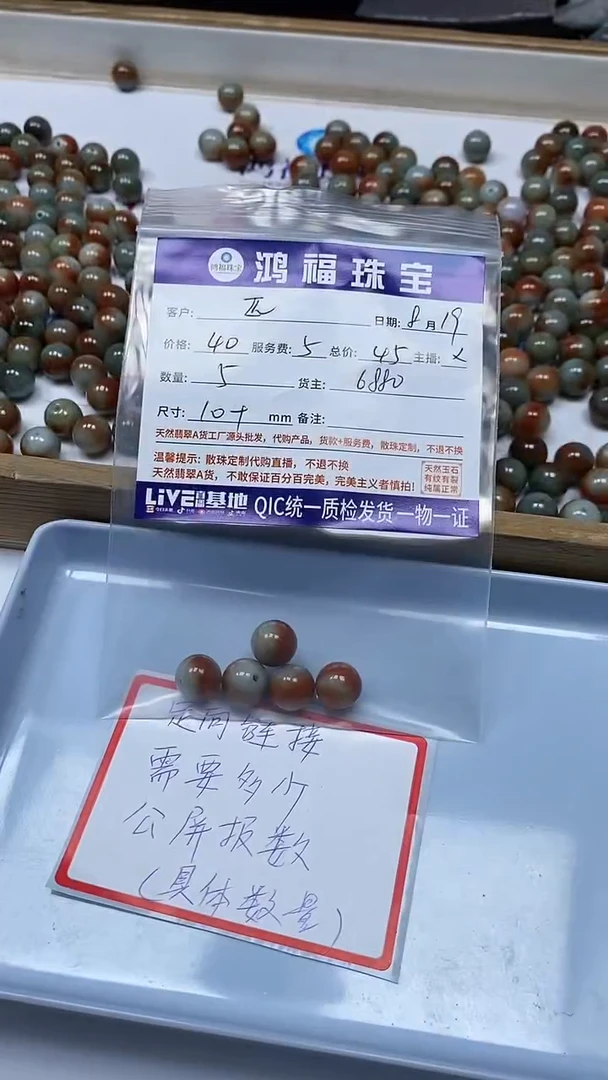 鸿福珠宝 鸿福珠宝
客户: 日期: 8月19
价格: 40 服务费: 5 总价: 45 主播: x
数量: 5 货主: 6880
尺寸: 10+ mm 备注:
天然翡翠A货工厂源头批发，代购产品，货款+服务费，散珠定制，不退不换
温馨提示: 散珠定制代购直播，不退不换
天然翡翠A货，不敢保证百分百完美，完美主义者慎拍!
天然玉石
有纹有裂
纯属正常
LIVE直播基地 QIC统一质检发货一物一证
定向链接
需要多少
公屏报数
(具体数量)